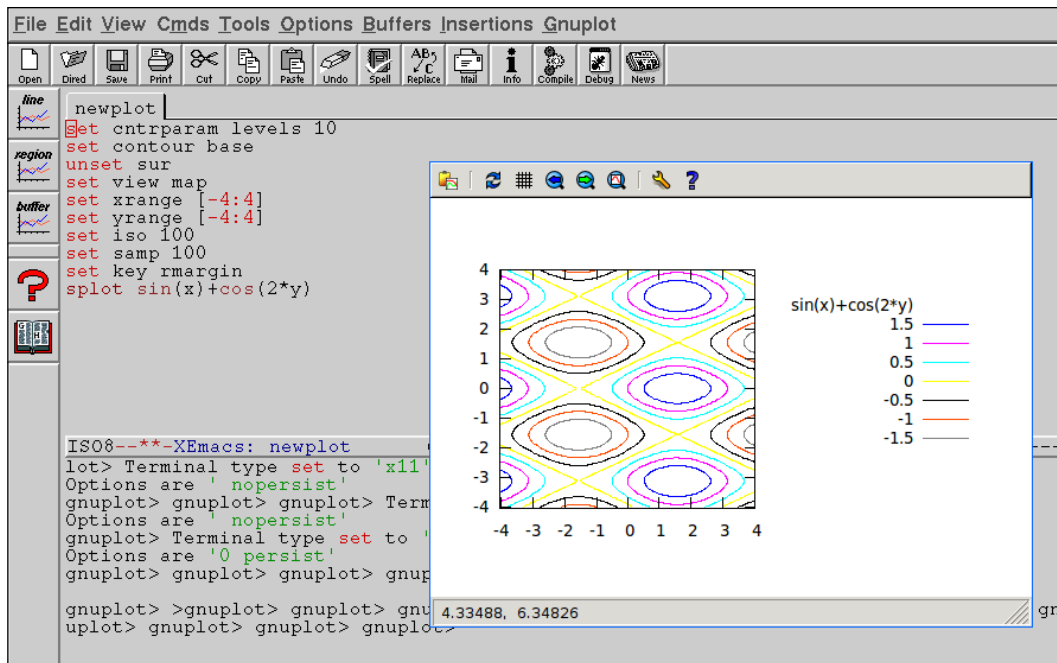 File Edit View Cmds Tools Options Buffers Insertions Gnuplot
Open Dired Save Print Cut Copy Paste Undo Spell Replace Mail Info Compile Debug News
line
region
buffer
newplot
set cntrparam levels 10
set contour base
unset sur
set view map
set xrange [-4:4]
set yrange [-4:4]
set iso 100
set samp 100
set key rmargin
splot sin(x)+cos(2*y)
ISO8--**-XEmacs: newplot
lot> Terminal type set to 'x11'
Options are ' nopersist'
gnuplot> gnuplot> gnuplot> Term
Options are ' nopersist'
gnuplot> Terminal type set to '
Options are '0 persist'
gnuplot> gnuplot> gnuplot> gnup
gnuplot> >gnuplot> gnuplot> gnu gn
uplot> gnuplot> gnuplot> gnuplot>
4
3
2
1
0
-1
-2
-3
-4
-4 -3 -2 -1 0 1 2 3 4
sin(x)+cos(2*y)
1.5
1
0.5
0
-0.5
-1
-1.5
4.33488, 6.34826